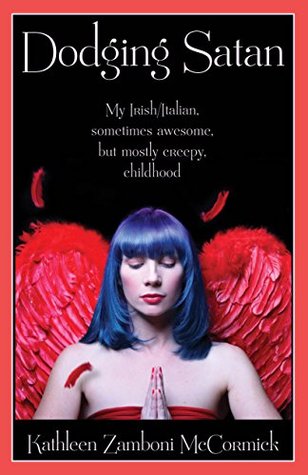 Dodging Satan
My Irish/Italian,
sometimes awesome,
but mostly creepy,
childhood
Kathleen Zamboni McCormick